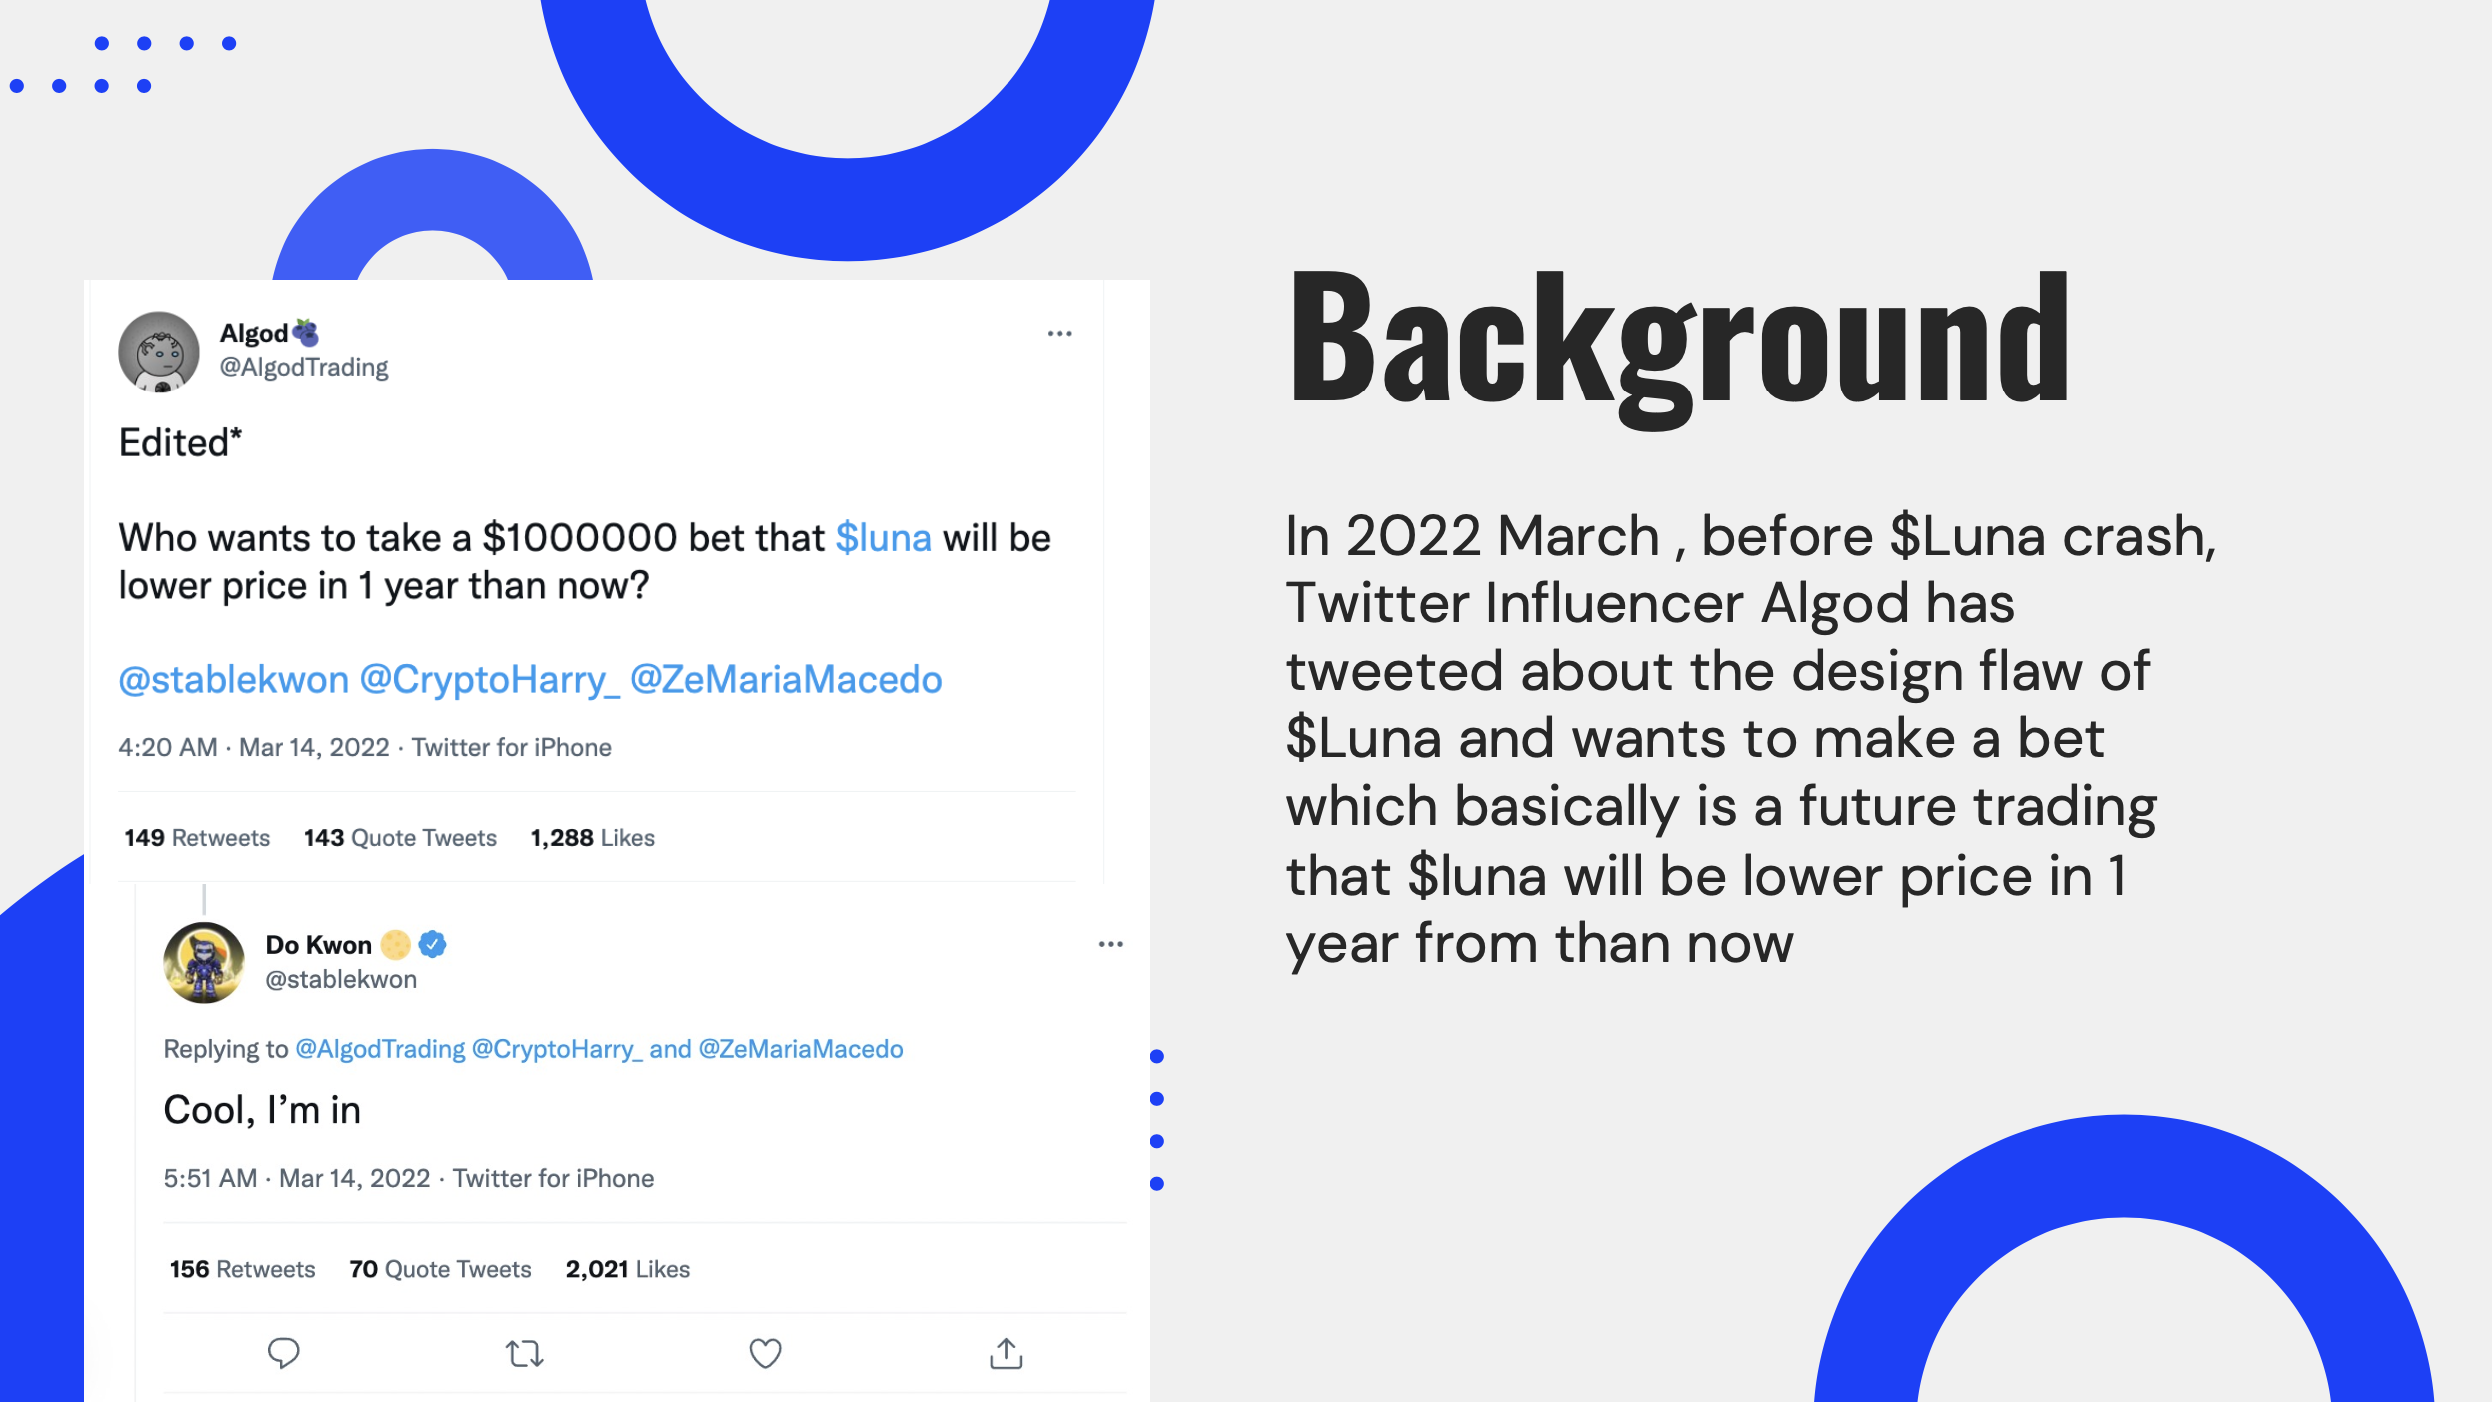 Algod🫐
@AlgodTrading
Edited*
Who wants to take a $1000000 bet that $luna will be
lower price in 1 year than now?
@stablekwon @CryptoHarry_ @ZeMariaMacedo
4:20 AM · Mar 14, 2022 · Twitter for iPhone
149 Retweets 143 Quote Tweets 1,288 Likes
Do Kwon 🌕
@stablekwon
Replying to @AlgodTrading @CryptoHarry_ and @ZeMariaMacedo
Cool, I’m in
5:51 AM · Mar 14, 2022 · Twitter for iPhone
156 Retweets 70 Quote Tweets 2,021 Likes
Background
In 2022 March , before $Luna crash,
Twitter Influencer Algod has
tweeted about the design flaw of
$Luna and wants to make a bet
which basically is a future trading
that $luna will be lower price in 1
year from than now